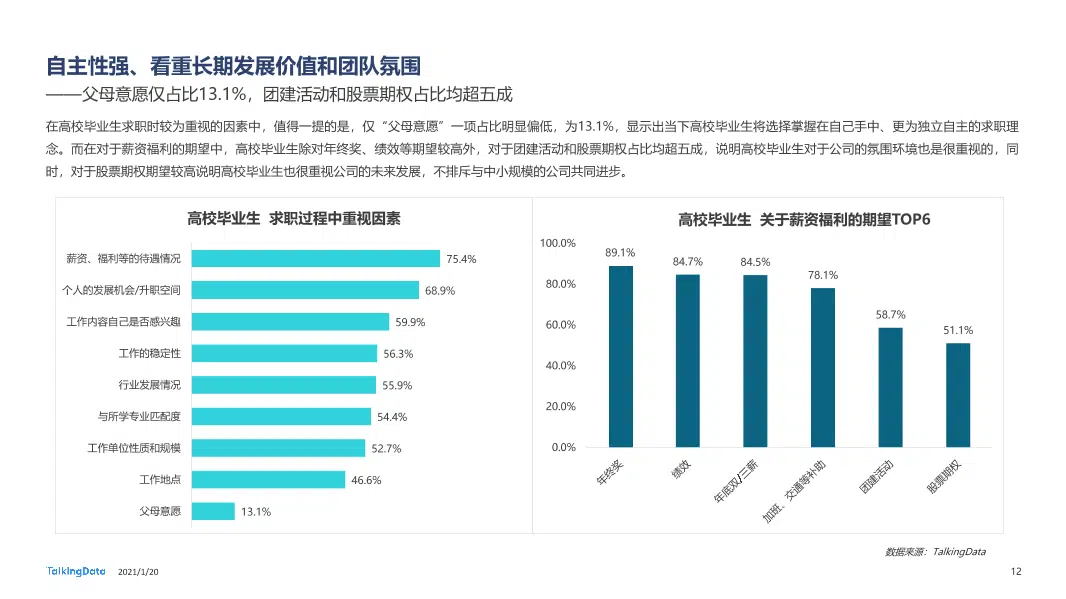 自主性强、看重长期发展价值和团队氛围
——父母意愿仅占比13.1%，团建活动和股票期权占比均超五成
在高校毕业生求职时较为重视的因素中，值得一提的是，仅“父母意愿”一项占比明显偏低，为13.1%，显示出当下高校毕业生将选择掌握在自己手中、更为独立自主的求职理
念。而在对于薪资福利的期望中，高校毕业生除对年终奖、绩效等期望较高外，对于团建活动和股票期权占比均超五成，说明高校毕业生对于公司的氛围环境也是很重视的，同
时，对于股票期权期望较高说明高校毕业生也很重视公司的未来发展，不排斥与中小规模的公司共同进步。
高校毕业生 求职过程中重视因素
薪资、福利等的待遇情况 75.4%
个人的发展机会/升职空间 68.9%
工作内容自己是否感兴趣 59.9%
工作的稳定性 56.3%
行业发展情况 55.9%
与所学专业匹配度 54.4%
工作单位性质和规模 52.7%
工作地点 46.6%
父母意愿 13.1%
高校毕业生 关于薪资福利的期望TOP6
100.0%
80.0%
60.0%
40.0%
20.0%
0.0%
89.1%
84.7%
84.5%
78.1%
58.7%
51.1%
年终奖
绩效
年底双/三薪
加班、交通等补助
团建活动
股票期权
数据来源：TalkingData
TalkingData 2021/1/20
12